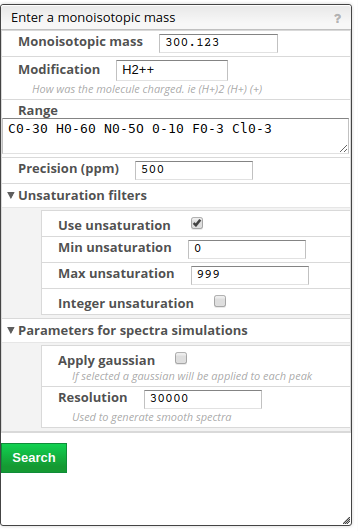 Enter a monoisotopic mass ?
Monoisotopic mass 300.123
Modification H2++
How was the molecule charged. ie (H+)2 (H+) (+)
Range
C0-30 H0-60 N0-5O 0-10 F0-3 Cl0-3
Precision (ppm) 500
▼ Unsaturation filters
Use unsaturation
Min unsaturation 0
Max unsaturation 999
Integer unsaturation
▼ Parameters for spectra simulations
Apply gaussian
If selected a gaussian will be applied to each peak
Resolution 30000
Used to generate smooth spectra
Search